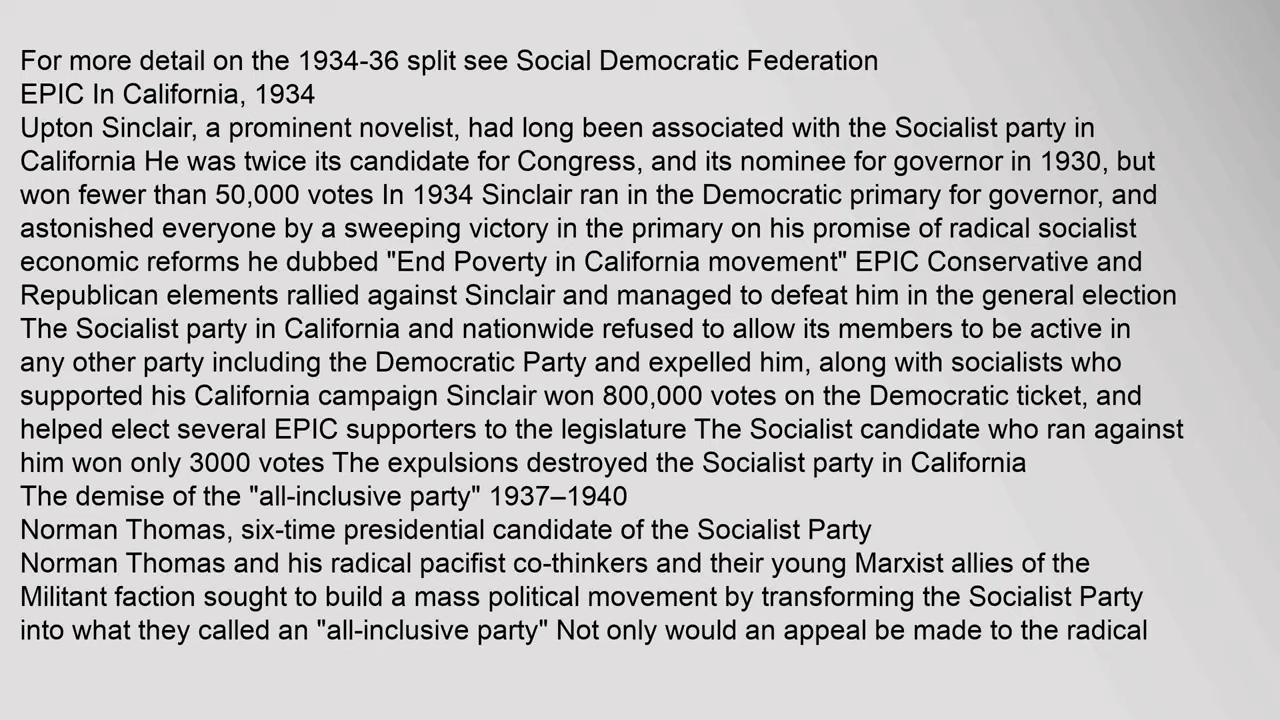 For more detail on the 1934-36 split see Social Democratic Federation
EPIC In California, 1934
Upton Sinclair, a prominent novelist, had long been associated with the Socialist party in
California He was twice its candidate for Congress, and its nominee for governor in 1930, but
won fewer than 50,000 votes In 1934 Sinclair ran in the Democratic primary for governor, and
astonished everyone by a sweeping victory in the primary on his promise of radical socialist
economic reforms he dubbed "End Poverty in California movement" EPIC Conservative and
Republican elements rallied against Sinclair and managed to defeat him in the general election
The Socialist party in California and nationwide refused to allow its members to be active in
any other party including the Democratic Party and expelled him, along with socialists who
supported his California campaign Sinclair won 800,000 votes on the Democratic ticket, and
helped elect several EPIC supporters to the legislature The Socialist candidate who ran against
him won only 3000 votes The expulsions destroyed the Socialist party in California
The demise of the "all-inclusive party" 1937–1940
Norman Thomas, six-time presidential candidate of the Socialist Party
Norman Thomas and his radical pacifist co-thinkers and their young Marxist allies of the
Militant faction sought to build a mass political movement by transforming the Socialist Party
into what they called an "all-inclusive party" Not only would an appeal be made to the radical